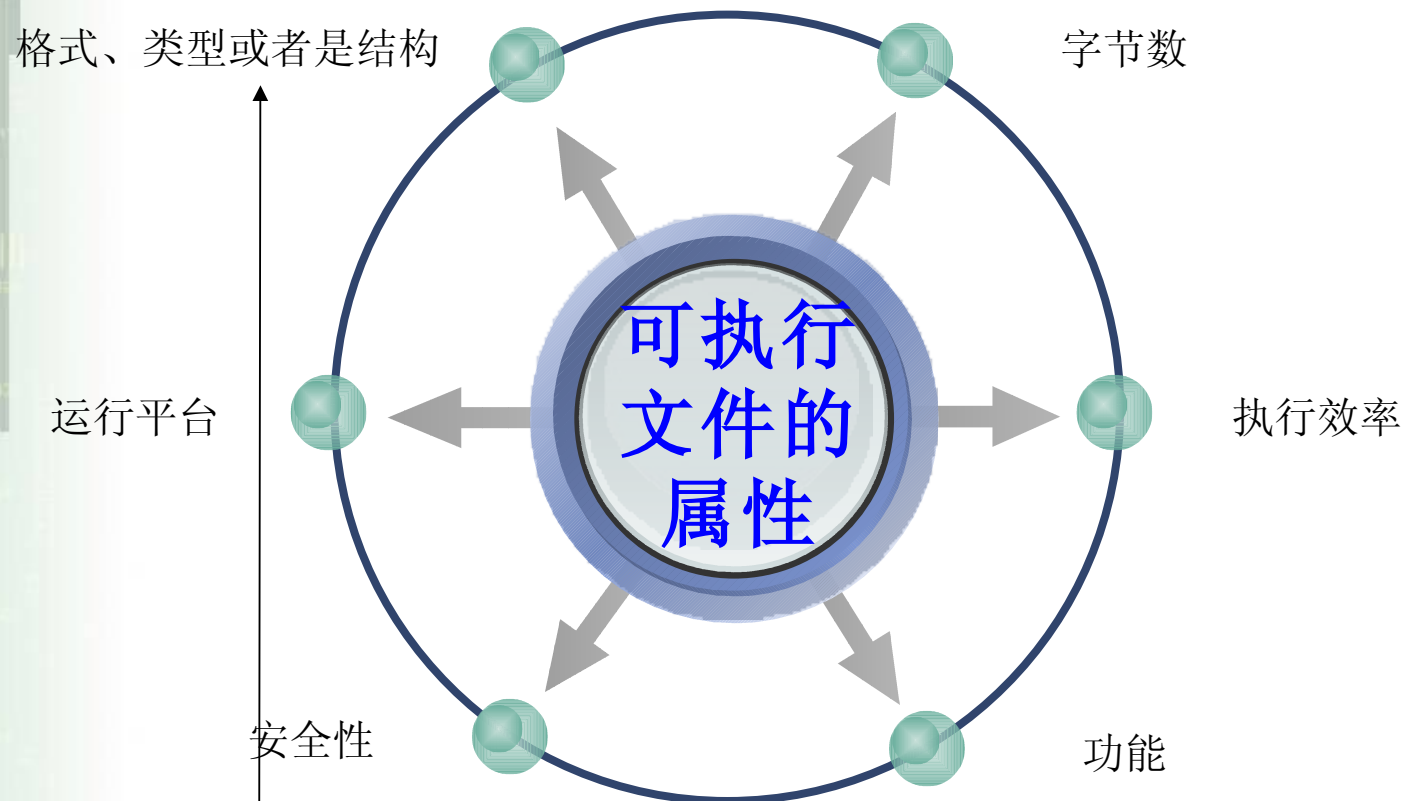 格式、类型或者是结构
字节数
可执行
文件的
属性
运行平台
执行效率
安全性
功能